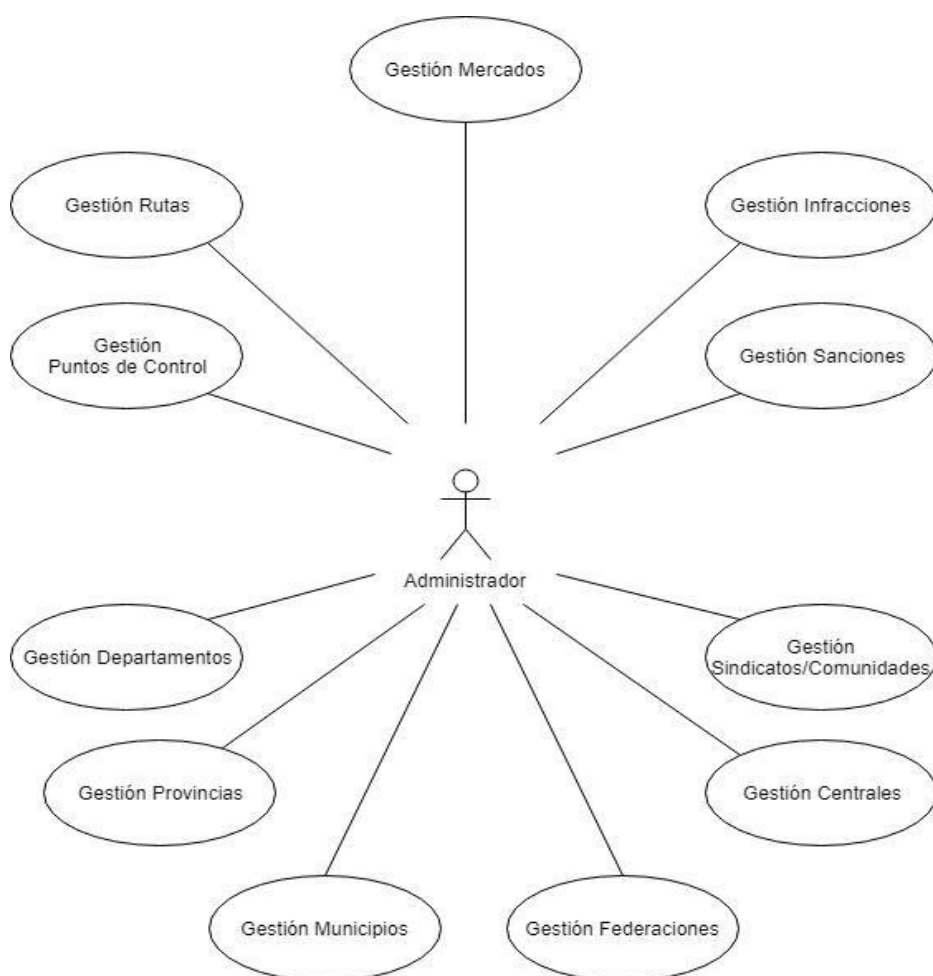 Gestión Mercados
Gestión Rutas
Gestión Infracciones
Gestión
Puntos de Control
Gestión Sanciones
Administrador
Gestión Departamentos
Gestión
Sindicatos/Comunidades
Gestión Provincias
Gestión Centrales
Gestión Municipios
Gestión Federaciones